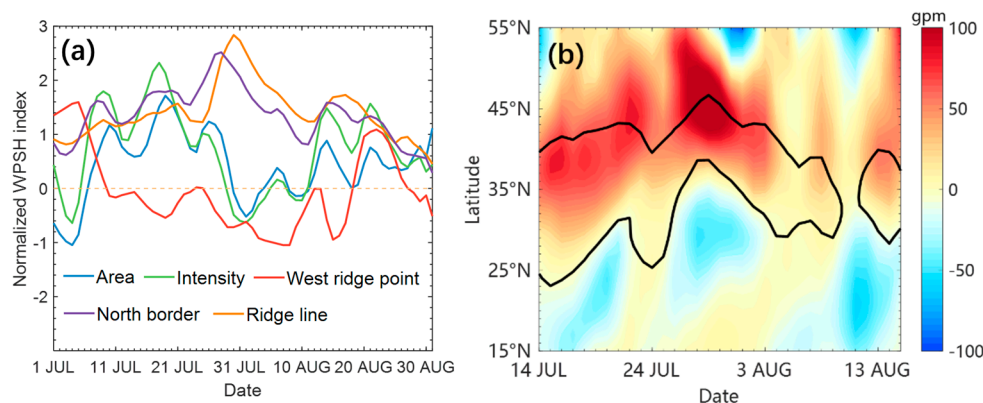 (a)
Normalized WPSH index
3
2
1
0
-1
-2
Area
Intensity
West ridge point
North border
Ridge line
1 JUL
11 JUL
21 JUL
31 JUL
10 AUG
20 AUG
30 AUG
Date
(b)
Latitude
55°N
45°N
35°N
25°N
15°N
14 JUL
24 JUL
3 AUG
13 AUG
Date
gpm
100
50
0
-50
-100